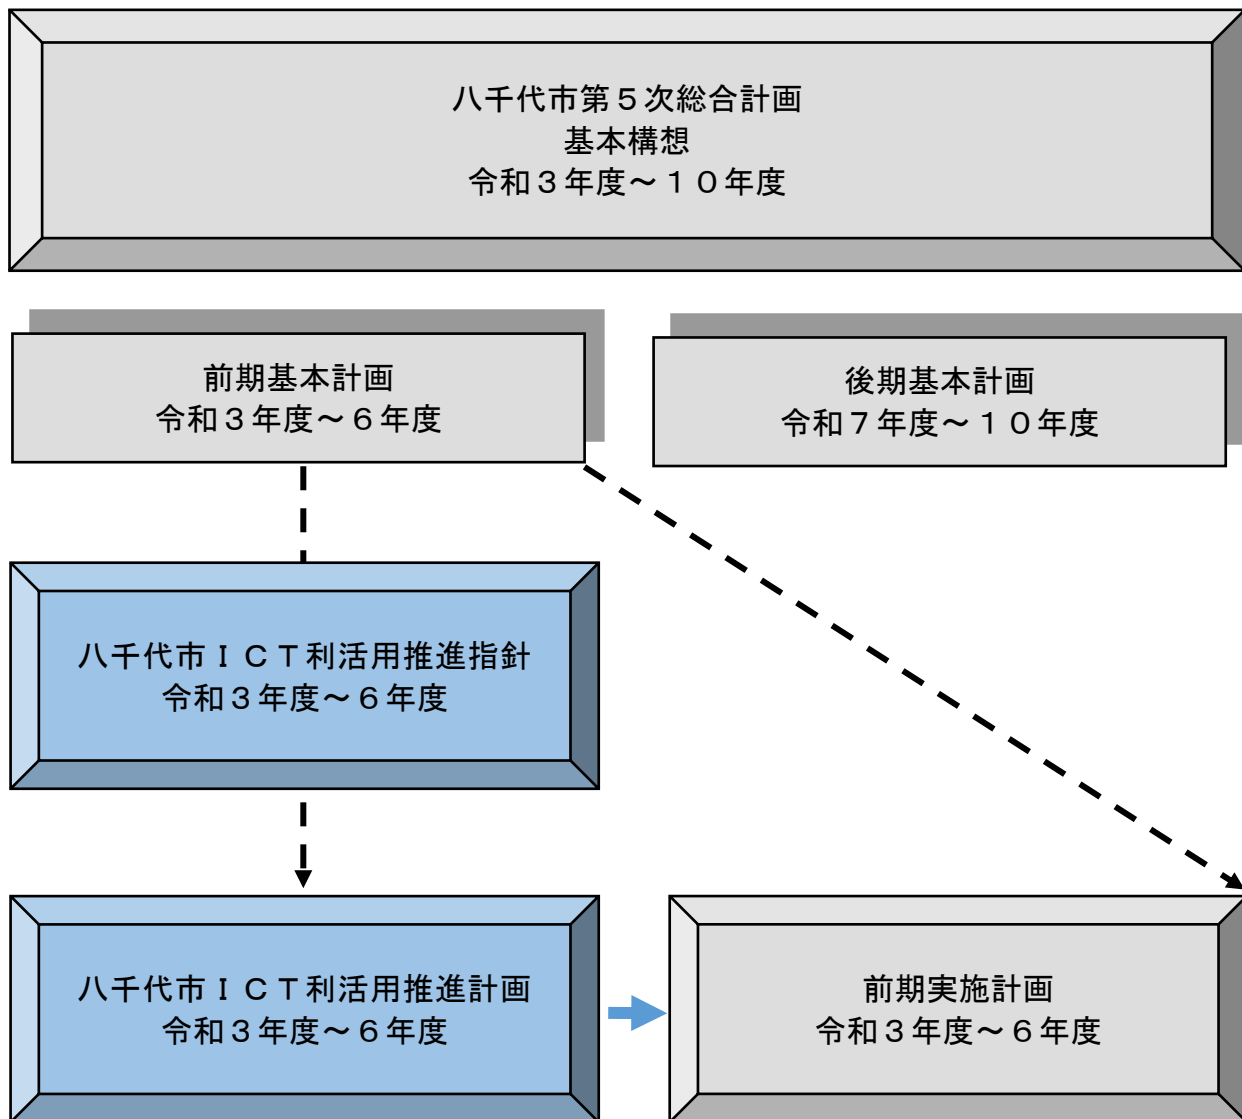 八千代市第５次総合計画
基本構想
令和３年度～１０年度
前期基本計画
令和３年度～６年度
後期基本計画
令和７年度～１０年度
八千代市ＩＣＴ利活用推進指針
令和３年度～６年度
八千代市ＩＣＴ利活用推進計画
令和３年度～６年度
前期実施計画
令和３年度～６年度